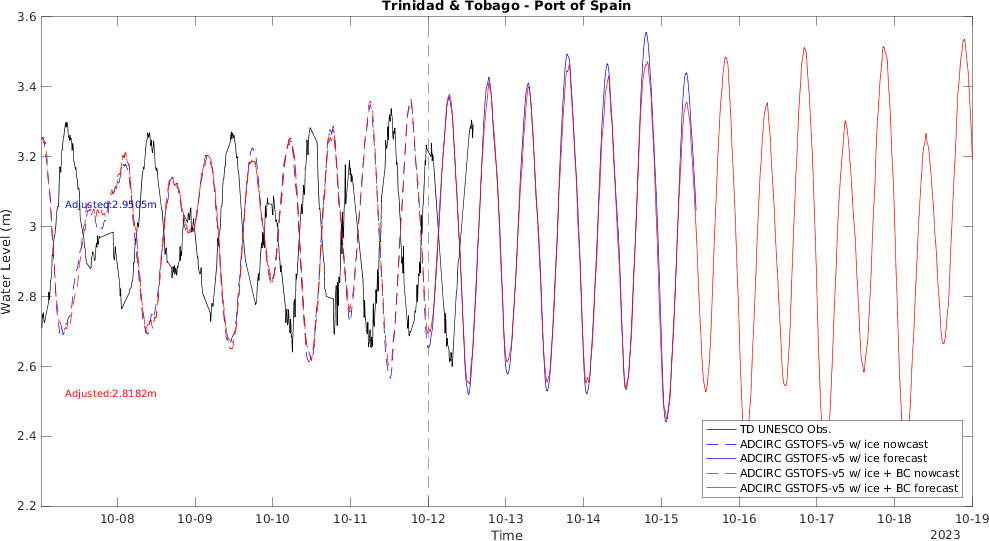 Trinidad & Tobago - Port of Spain
Water Level (m)
3.6
3.4
3.2
3
2.8
2.6
2.4
2.2
Adjusted:2.9505m
Adjusted:2.8182m
TD UNESCO Obs.
ADCIRC GSTOFS-v5 w/ ice nowcast
ADCIRC GSTOFS-v5 w/ ice forecast
ADCIRC GSTOFS-v5 w/ ice + BC nowcast
ADCIRC GSTOFS-v5 w/ ice + BC forecast
10-08 10-09 10-10 10-11 10-12 10-13 10-14 10-15 10-16 10-17 10-18 10-19
Time
2023